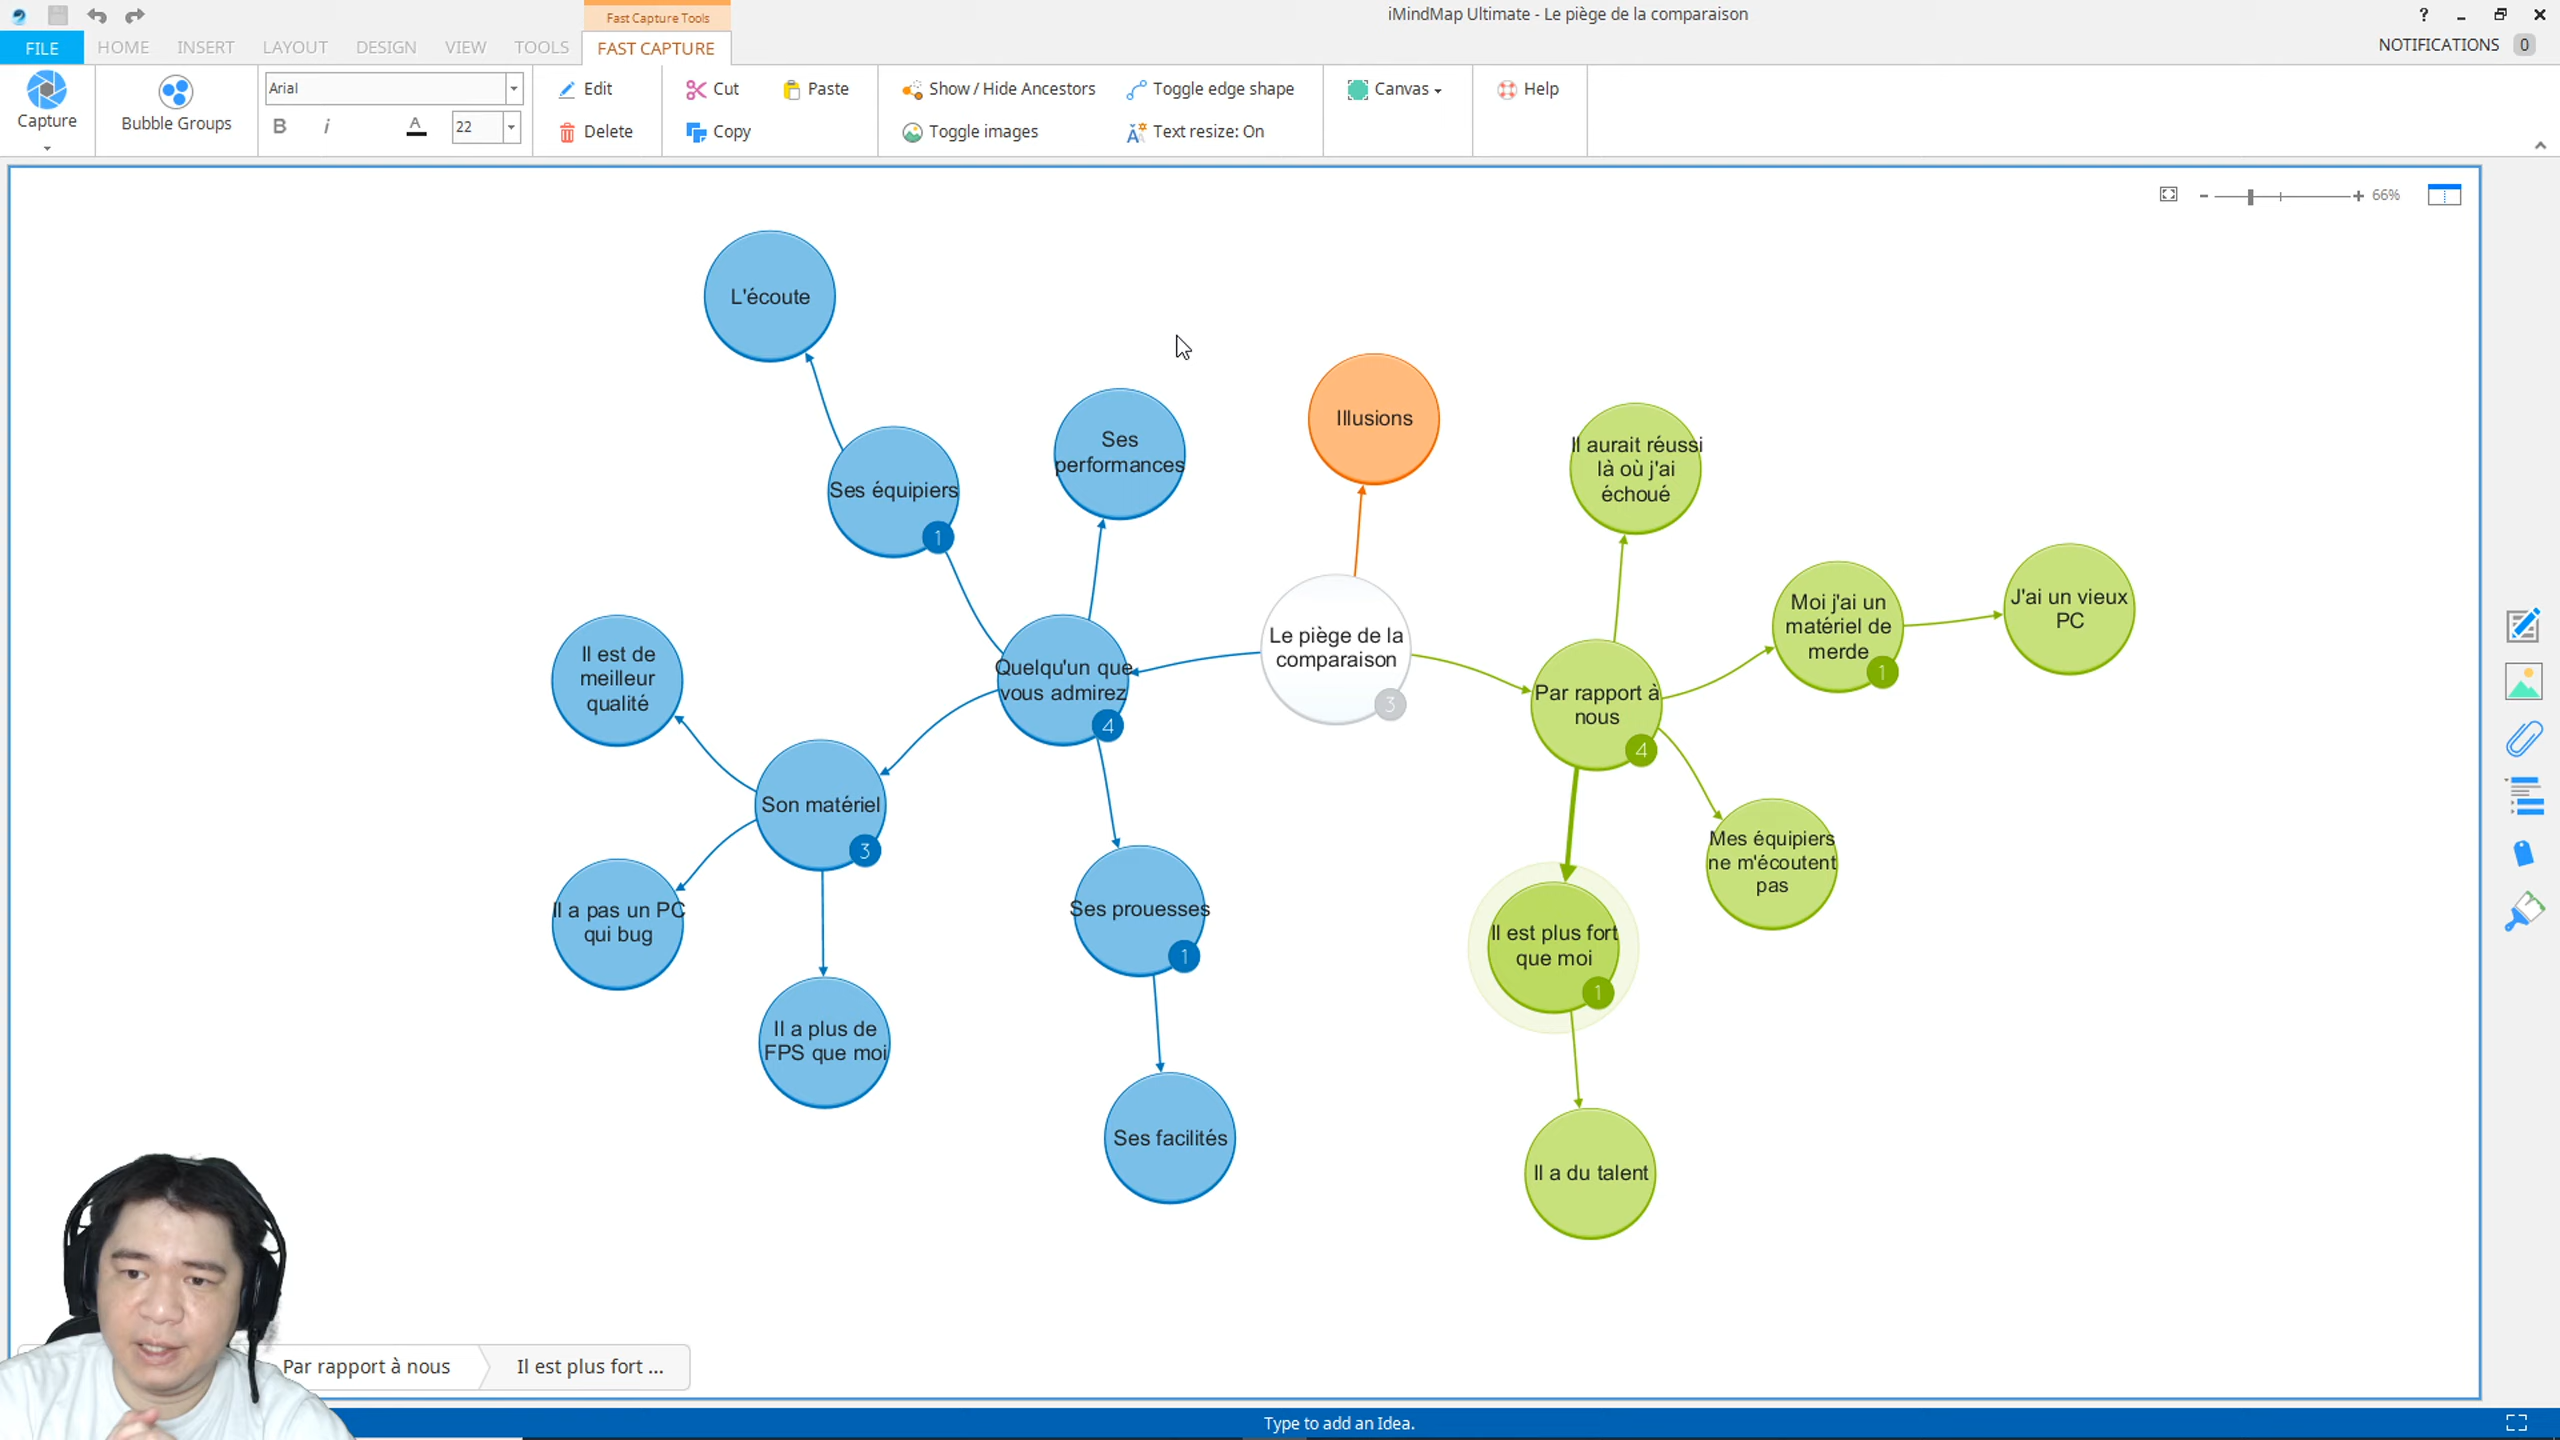 Fast Capture Tools
iMindMap Ultimate - Le piège de la comparaison
?
FILE
HOME
INSERT
LAYOUT
DESIGN
VIEW
TOOLS
FAST CAPTURE
NOTIFICATIONS 0
Capture
Bubble Groups
Arial
B
i
A
22
Edit
Delete
Cut
Copy
Paste
Show / Hide Ancestors
Toggle images
Toggle edge shape
Text resize: On
Canvas
Help
66%
L'écoute
Ses équipiers
1
Ses
performances
Illusions
Il aurait réussi
là où j'ai
échoué
Moi j'ai un
matériel de
merde
1
J'ai un vieux
PC
Il est de
meilleur
qualité
Quelqu'un que
vous admirez
4
Le piège de la
comparaison
3
Par rapport à
nous
4
Son matériel
3
Mes équipiers
ne m'écoutent
pas
Il a pas un PC
qui bug
Ses prouesses
1
Il est plus fort
que moi
1
Il a plus de
FPS que moi
Ses facilités
Il a du talent
Par rapport à nous
Il est plus fort ...
Type to add an Idea.